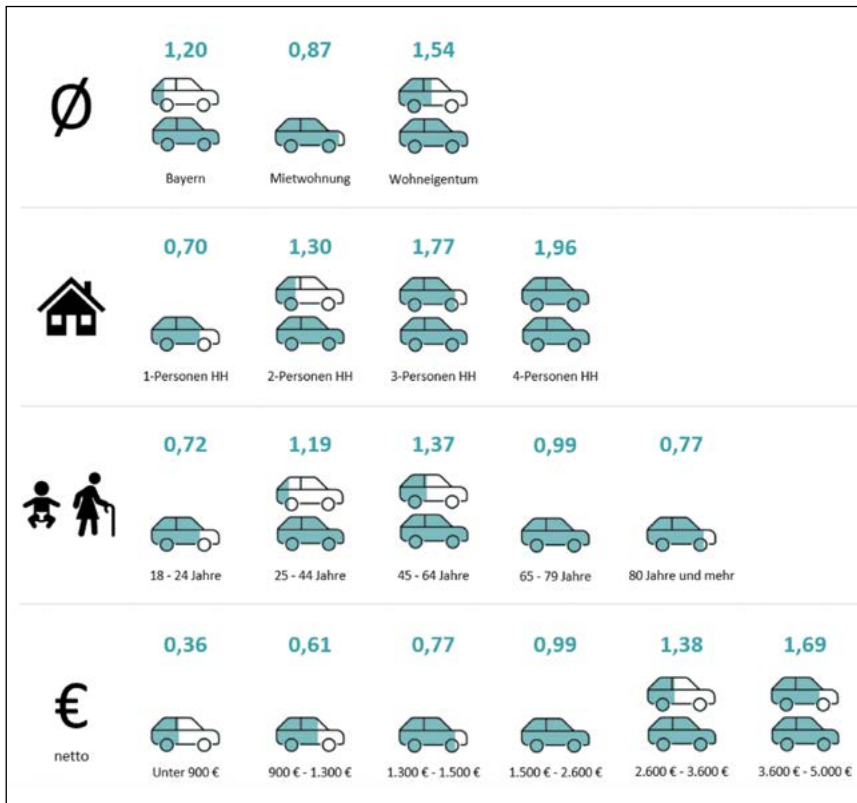 1,20 0,87 1,54
Ø
Bayern Mietwohnung Wohneigentum
0,70 1,30 1,77 1,96
1-Personen HH 2-Personen HH 3-Personen HH 4-Personen HH
0,72 1,19 1,37 0,99 0,77
18 - 24 Jahre 25 - 44 Jahre 45 - 64 Jahre 65 - 79 Jahre 80 Jahre und mehr
0,36 0,61 0,77 0,99 1,38 1,69
€
netto
Unter 900 € 900 € - 1.300 € 1.300 € - 1.500 € 1.500 € - 2.600 € 2.600 € - 3.600 € 3.600 € - 5.000 €